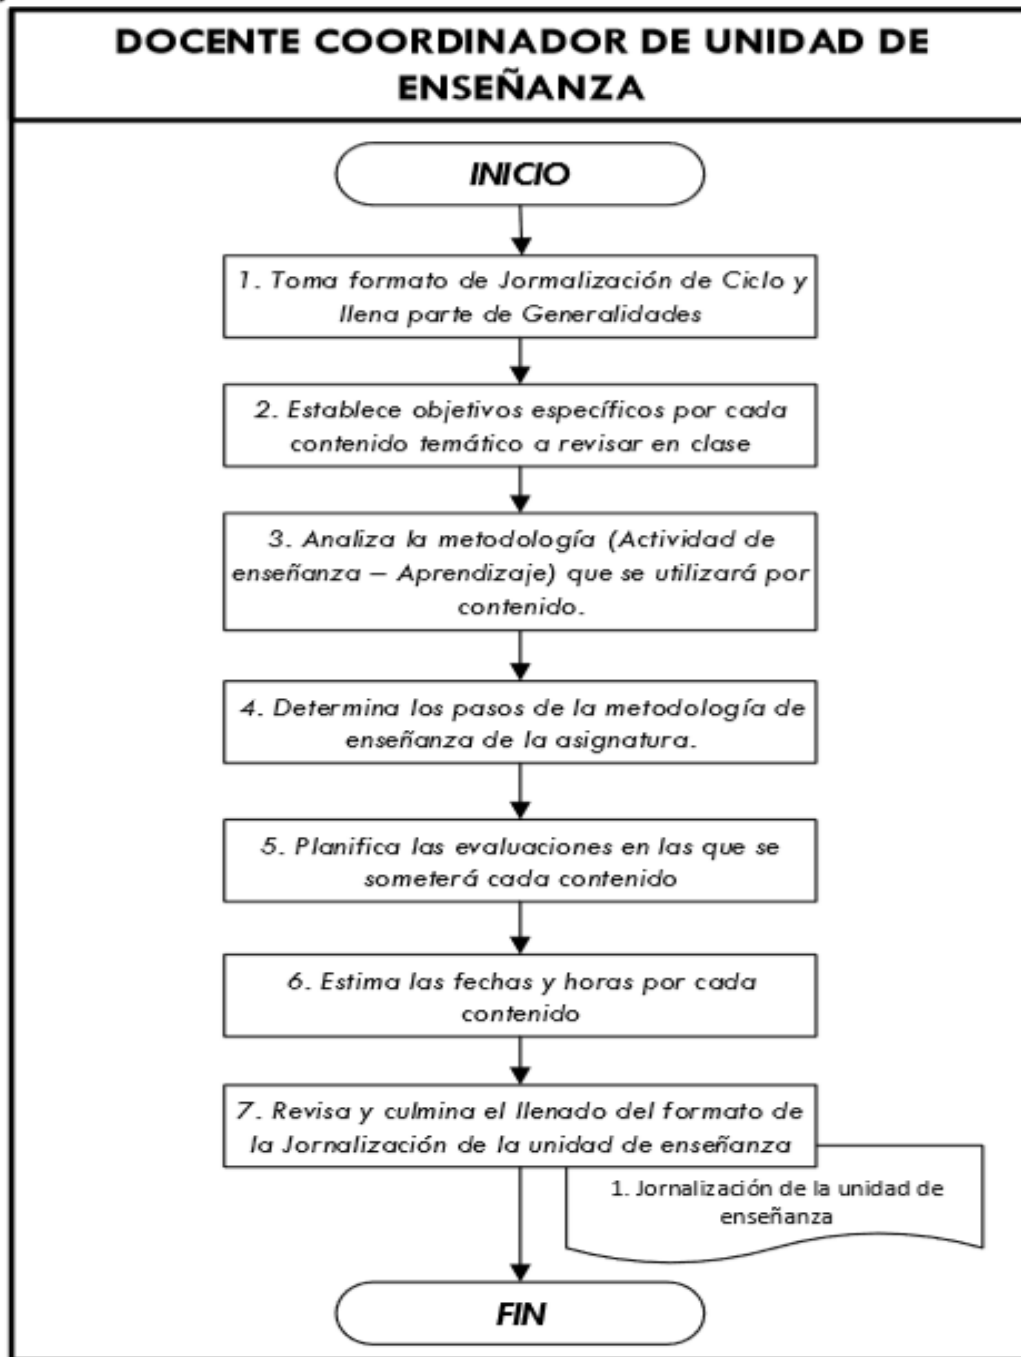 DOCENTE COORDINADOR DE UNIDAD DE
ENSEÑANZA
INICIO
1. Toma formato de Jormalización de Ciclo y
llena parte de Generalidades
2. Establece objetivos específicos por cada
contenido temático a revisar en clase
3. Analiza la metodología (Actividad de
enseñanza – Aprendizaje) que se utilizará por
contenido.
4. Determina los pasos de la metodología de
enseñanza de la asignatura.
5. Planifica las evaluaciones en las que se
someterá cada contenido
6. Estima las fechas y horas por cada
contenido
7. Revisa y culmina el llenado del formato de
la Jornalización de la unidad de enseñanza
1. Jornalización de la unidad de
enseñanza
FIN